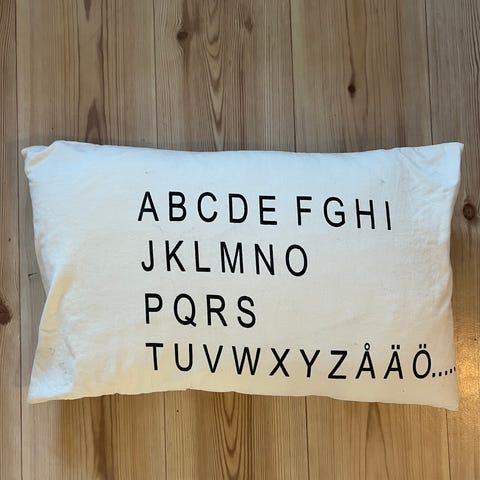 ABCDE FGHI
JKLMNO
PQRS
TUVWXYZÅÄÖ.....